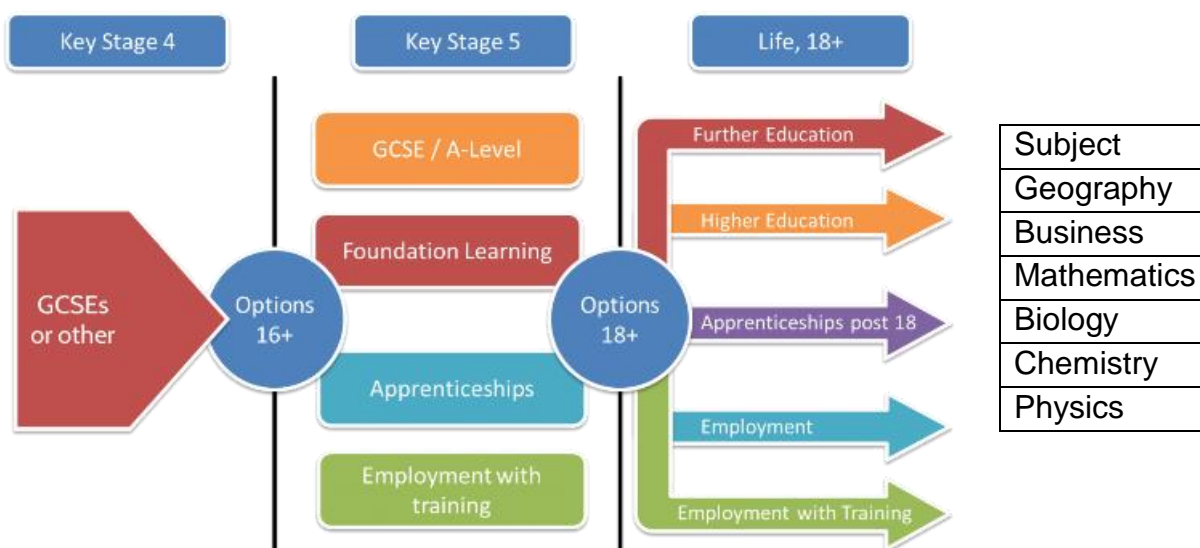 Key Stage 4
Key Stage 5
Life, 18+
GCSEs
or other
Options
16+
GCSE / A-Level
Foundation Learning
Apprenticeships
Employment with
training
Options
18+
Further Education
Higher Education
Apprenticeships post 18
Employment
Employment with Training
Subject
Geography
Business
Mathematics
Biology
Chemistry
Physics